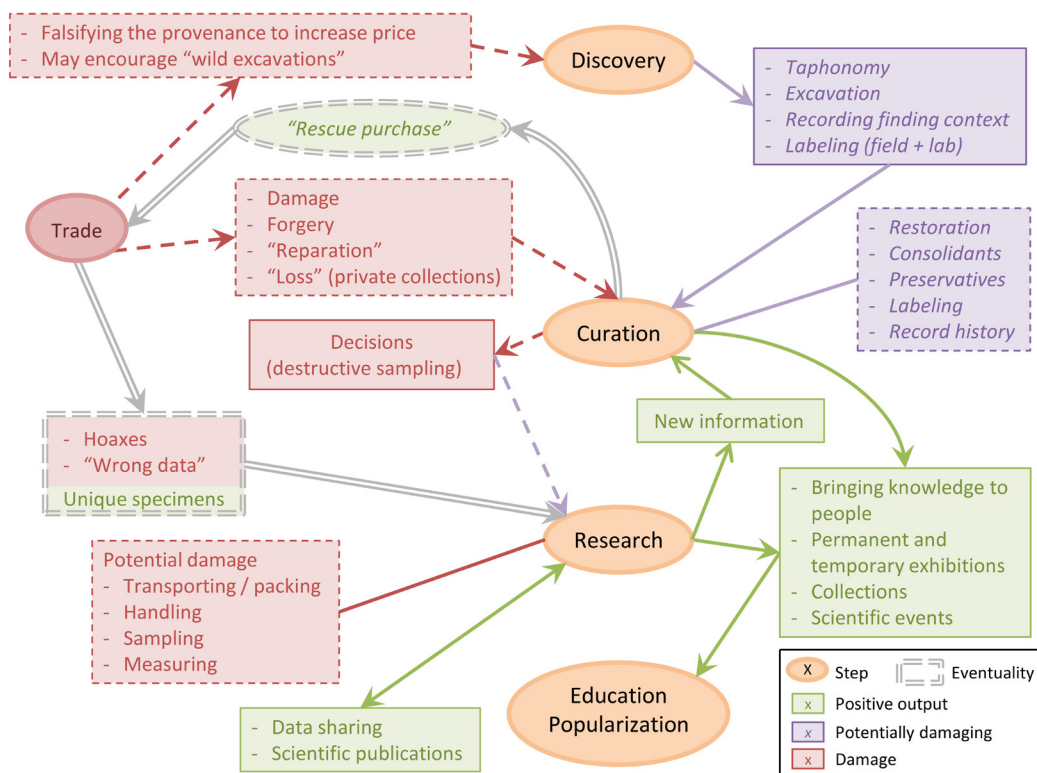 - Falsifying the provenance to increase price
- May encourage “wild excavations”
Discovery
- Taphonomy
- Excavation
- Recording finding context
- Labeling (field + lab)
“Rescue purchase”
Trade
- Damage
- Forgery
- “Reparation”
- “Loss” (private collections)
- Restoration
- Consolidants
- Preservatives
- Labeling
- Record history
Curation
Decisions
(destructive sampling)
New information
- Hoaxes
- “Wrong data”
Unique specimens
- Bringing knowledge to
people
- Permanent and
temporary exhibitions
- Collections
- Scientific events
Research
Potential damage
- Transporting / packing
- Handling
- Sampling
- Measuring
Education
Popularization
- Data sharing
- Scientific publications
X Step
Eventuality
x Positive output
x Potentially damaging
x Damage